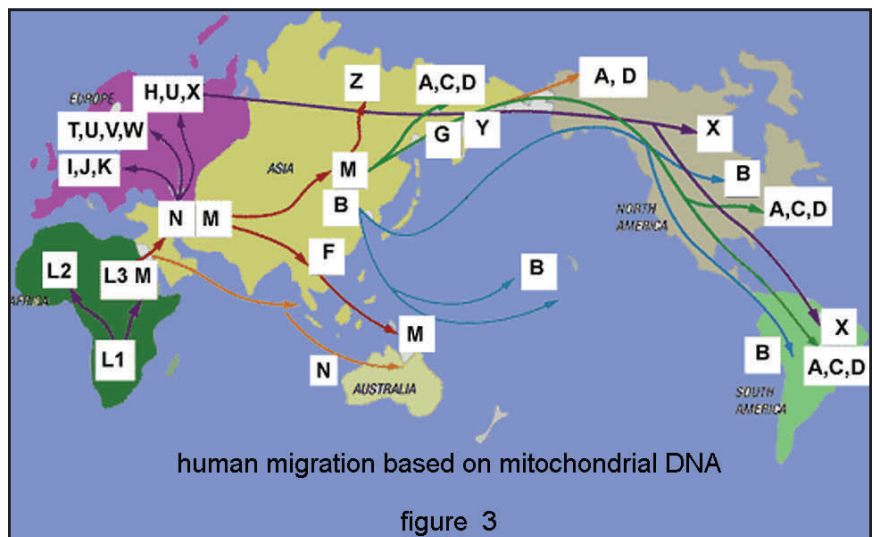 EUROPE
H,U,X
T,U,V,W
I,J,K
N
M
Z
A,C,D
A, D
G
Y
X
ASIA
M
B
B
NORTH
AMERICA
A,C,D
L2
L3 M
AFRICA
L1
F
B
M
N
AUSTRALIA
X
B
A,C,D
SOUTH
AMERICA
human migration based on mitochondrial DNA
figure 3